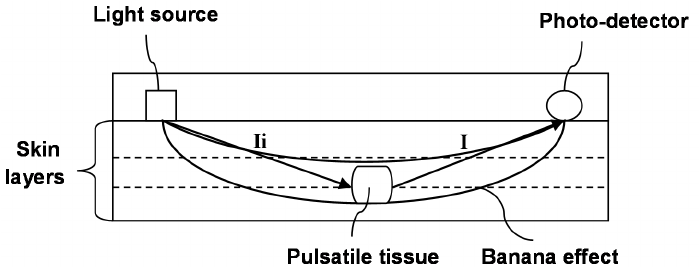 Light source
Photo-detector
Ii
I
Skin
layers
Pulsatile tissue
Banana effect